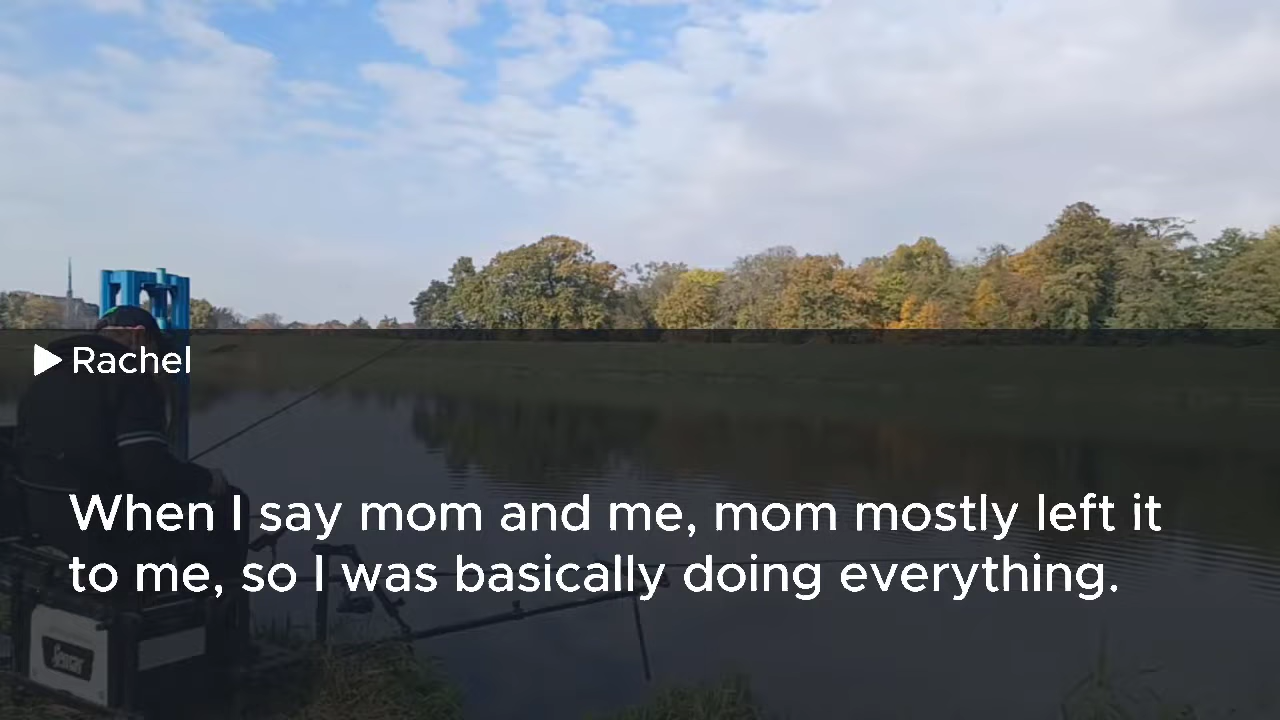 Rachel
When I say mom and me, mom mostly left it
to me, so I was basically doing everything.